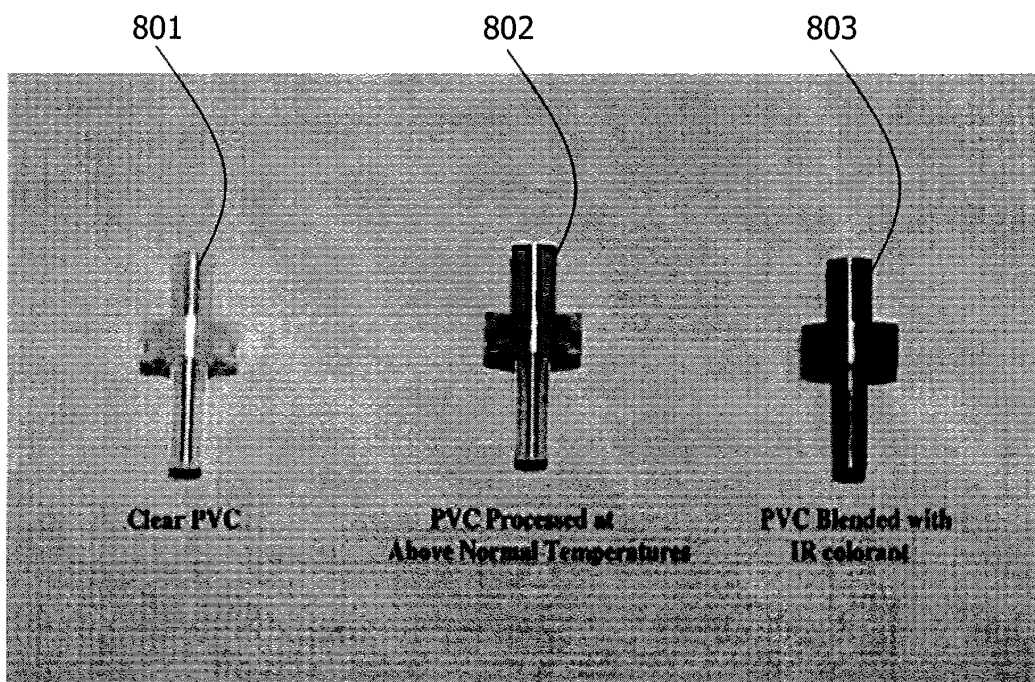 801
802
803
Clear PVC
PVC Processed at
Above Normal Temperatures
PVC Blended with
IR colorant